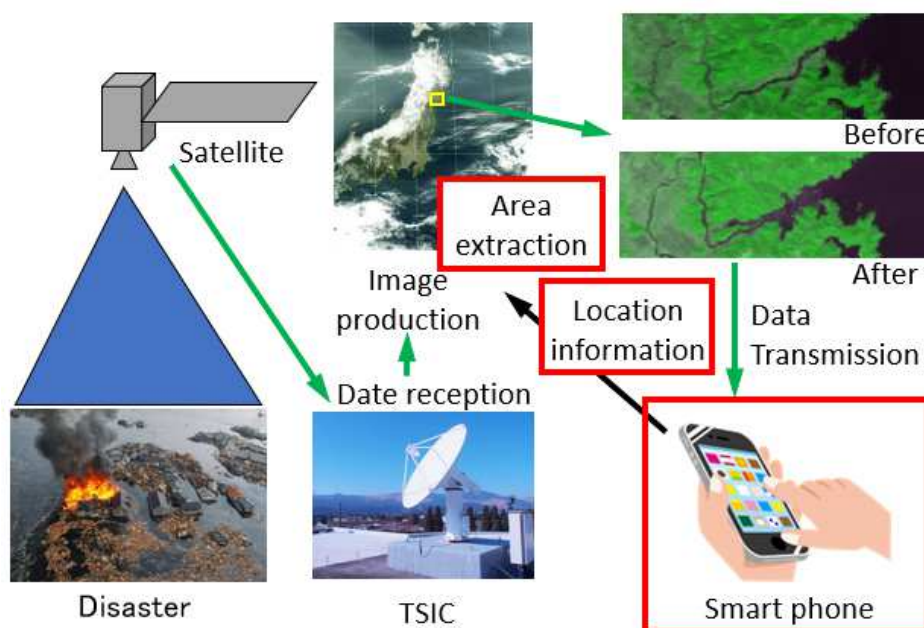 Satellite
Before
Area
extraction
After
Image
production
Location
information
Data
Transmission
Date reception
Disaster
TSIC
Smart phone